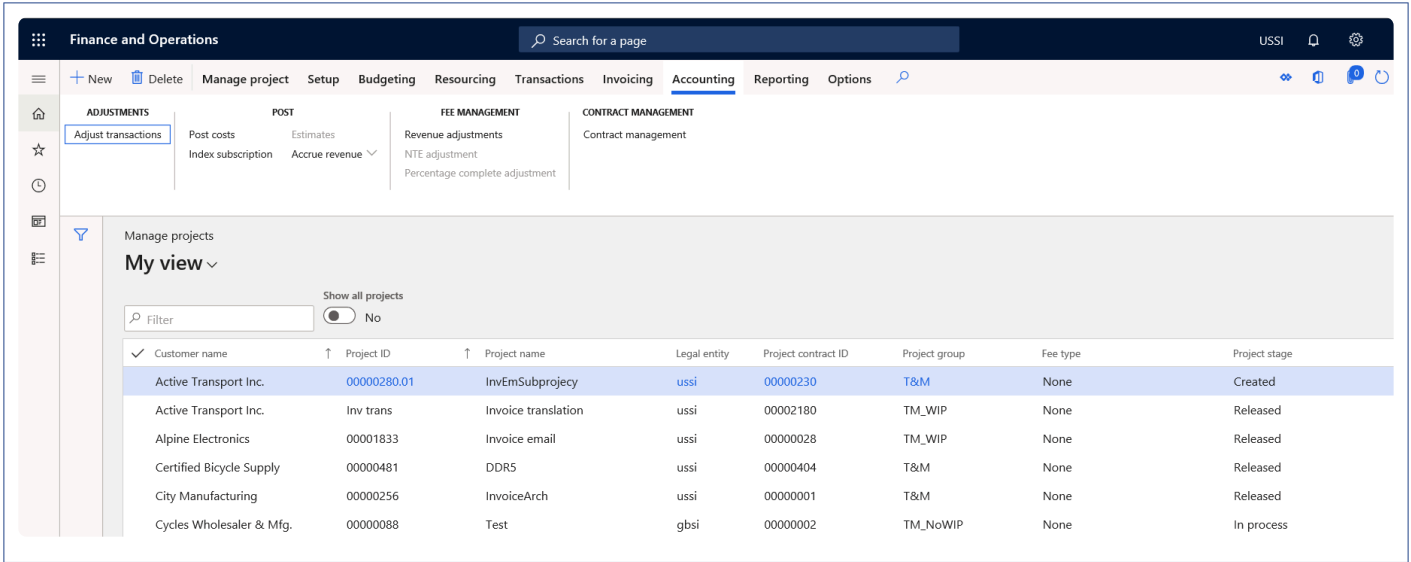 Finance and Operations Search for a page USSI
New Delete Manage project Setup Budgeting Resourcing Transactions Invoicing Accounting Reporting Options 0
ADJUSTMENTS POST FEE MANAGEMENT CONTRACT MANAGEMENT
Adjust transactions Post costs Estimates Revenue adjustments Contract management
Index subscription Accrue revenue NTE adjustment
Percentage complete adjustment
Manage projects
My view
Show all projects
Filter No
Customer name Project ID Project name Legal entity Project contract ID Project group Fee type Project stage
Active Transport Inc. 00000280.01 InvEmSubprojecy ussi 00000230 T&M None Created
Active Transport Inc. Inv trans Invoice translation ussi 00002180 TM_WIP None Released
Alpine Electronics 00001833 Invoice email ussi 00000028 TM_WIP None Released
Certified Bicycle Supply 00000481 DDR5 ussi 00000404 T&M None Released
City Manufacturing 00000256 InvoiceArch ussi 00000001 T&M None Released
Cycles Wholesaler & Mfg. 00000088 Test gbsi 00000002 TM_NoWIP None In process